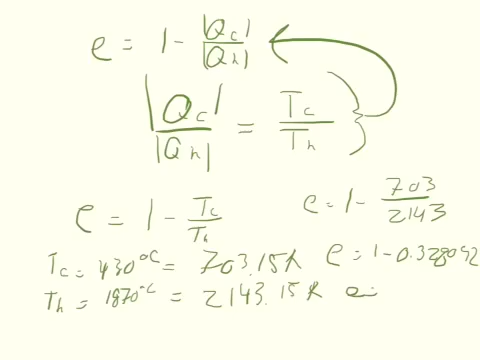 e = 1 - |Qc| / |Qh|
|Qc| / |Qh| = Tc / Th
e = 1 - Tc / Th
e = 1 - 703 / 2143
Tc = 430°C = 703.15K
e = 1 - 0.328042
Th = 1870°C = 2143.15K
e =